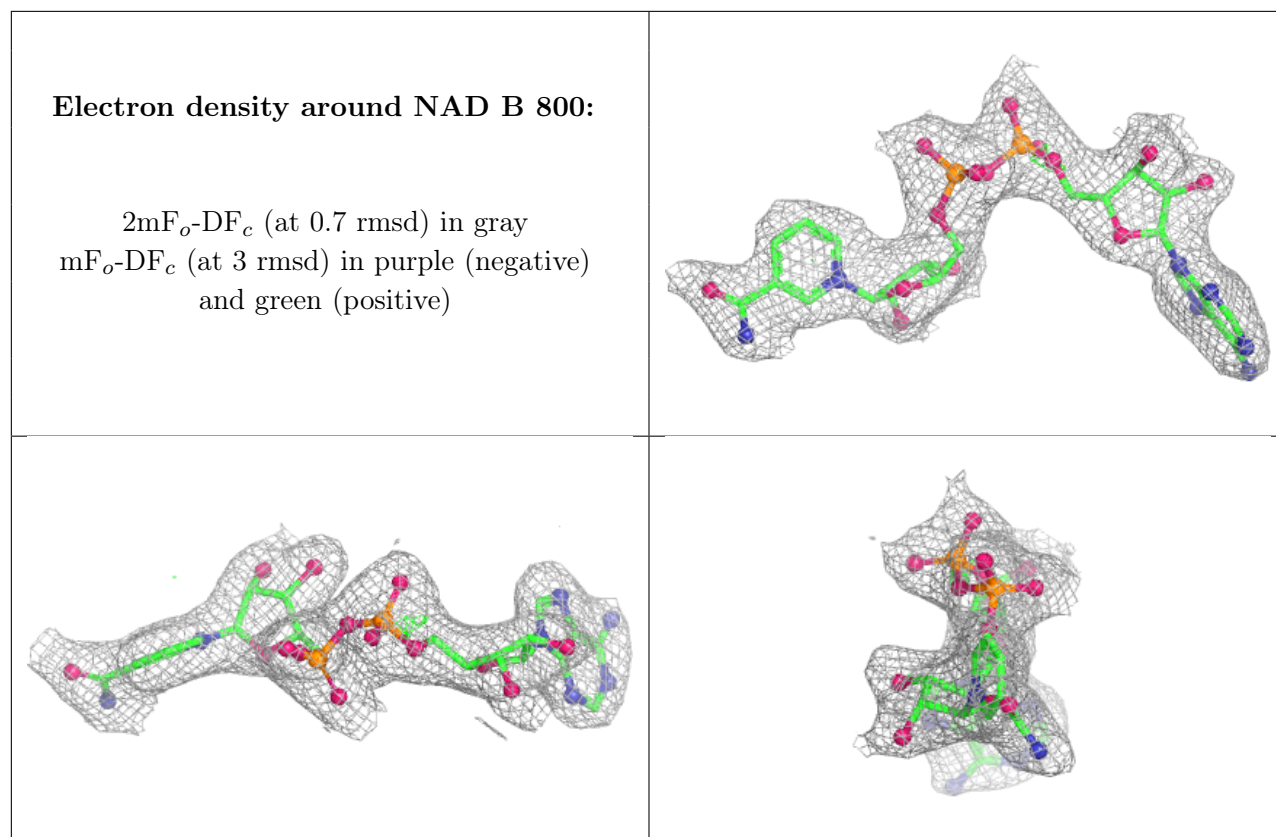 Electron density around NAD B 800:
2mFo-DFc (at 0.7 rmsd) in gray
mFo-DFc (at 3 rmsd) in purple (negative)
and green (positive)